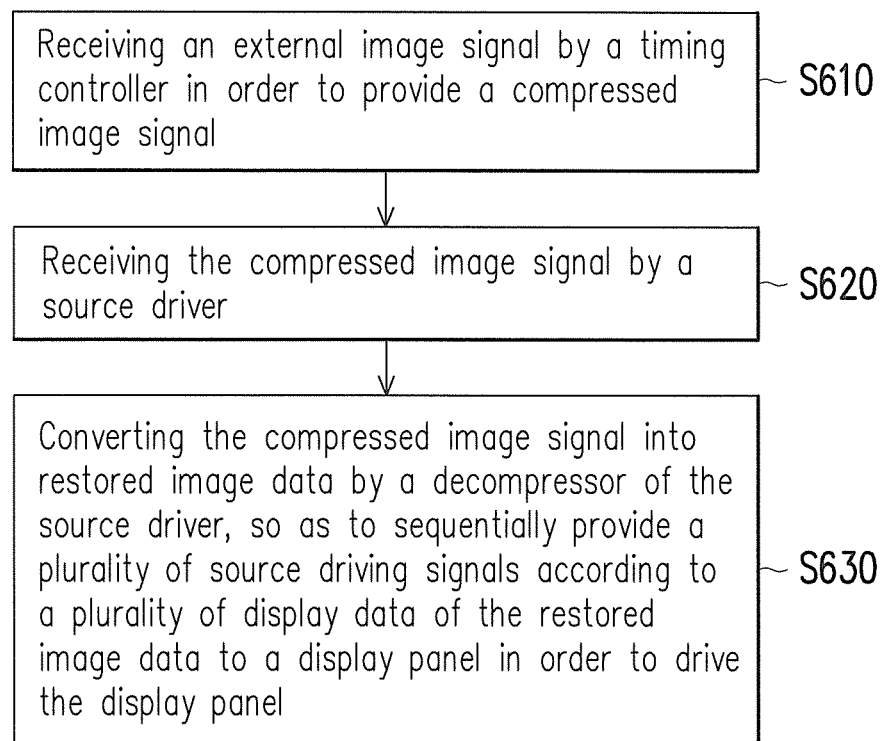 Receiving an external image signal by a timing
controller in order to provide a compressed
image signal
S610
Receiving the compressed image signal by a
source driver
S620
Converting the compressed image signal into
restored image data by a decompressor of the
source driver, so as to sequentially provide a
plurality of source driving signals according to
a plurality of display data of the restored
image data to a display panel in order to drive
the display panel
S630